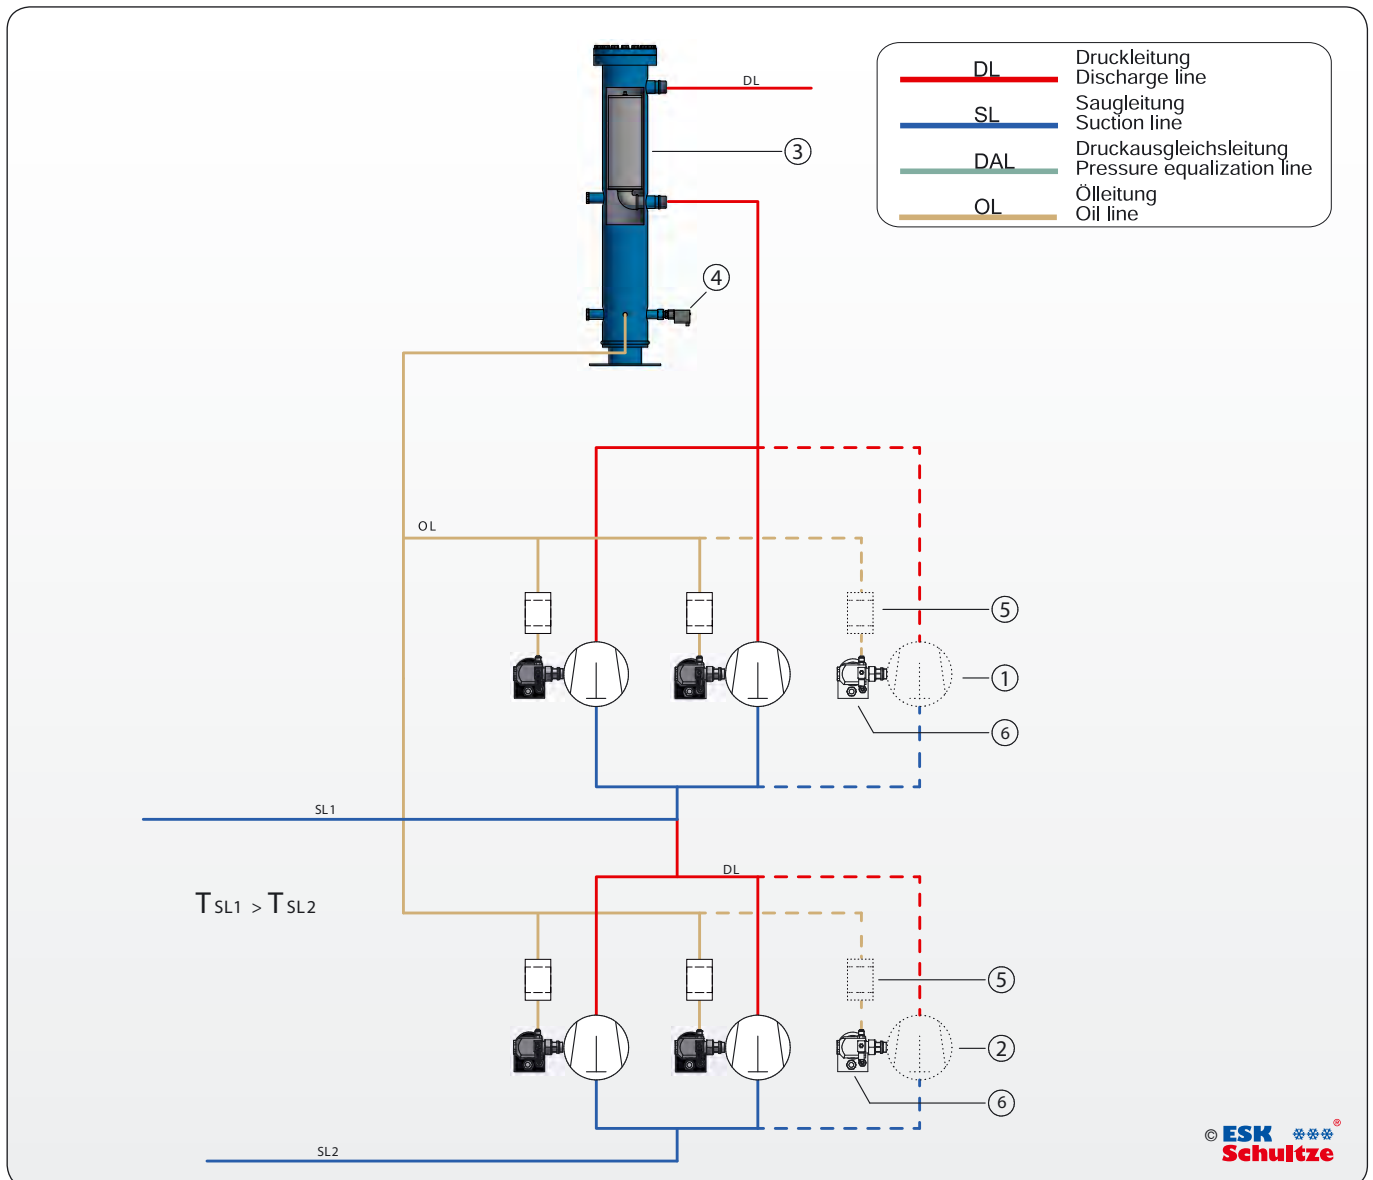 DL
Druckleitung
Discharge line
SL
Saugleitung
Suction line
DAL
Druckausgleichsleitung
Pressure equalization line
OL
Ölleitung
Oil line
DL
3
4
OL
5
1
6
SL1
DL
TSL1 > TSL2
5
2
6
SL2
© ESK ®
Schultze